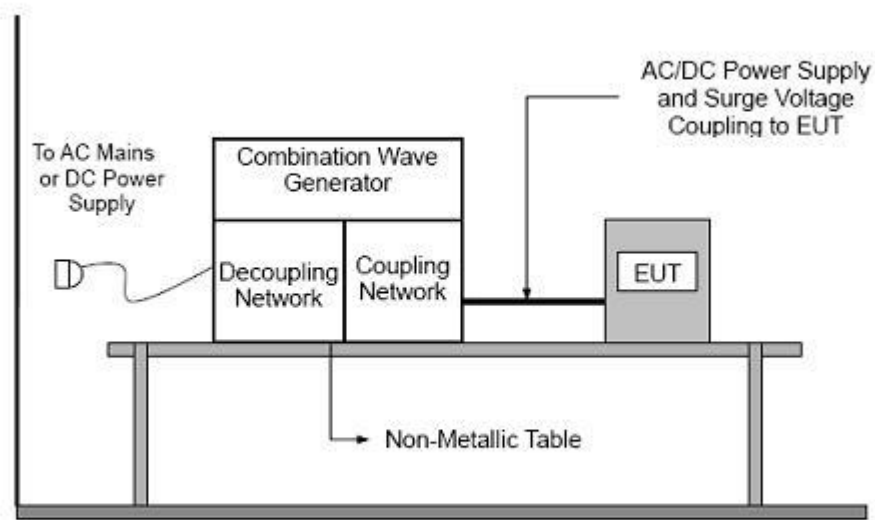 AC/DC Power Supply
and Surge Voltage
Coupling to EUT
To AC Mains
or DC Power
Supply
Combination Wave
Generator
Decoupling
Network
Coupling
Network
EUT
Non-Metallic Table